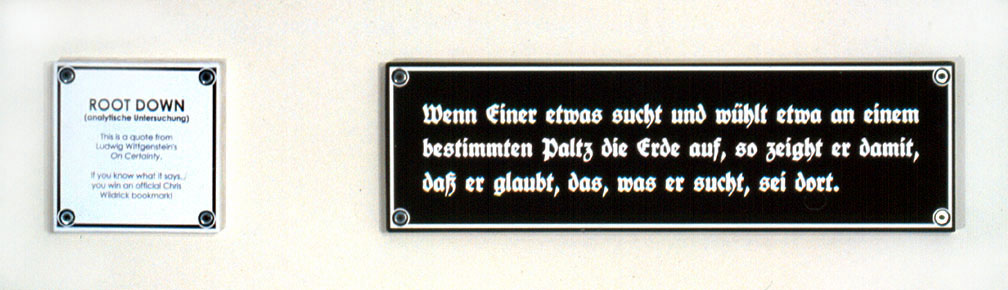 ROOT DOWN
(analytische Untersuchung)
This is a quote from
Ludwig Wittgenstein's
On Certainty.
If you know what it says,
you win an official Chris
Wildrick bookmark!
Wenn Einer etwas sucht und wühlt etwa an einem
bestimmten Paltz die Erde auf, so zeight er damit,
daß er glaubt, das, was er sucht, sei dort.